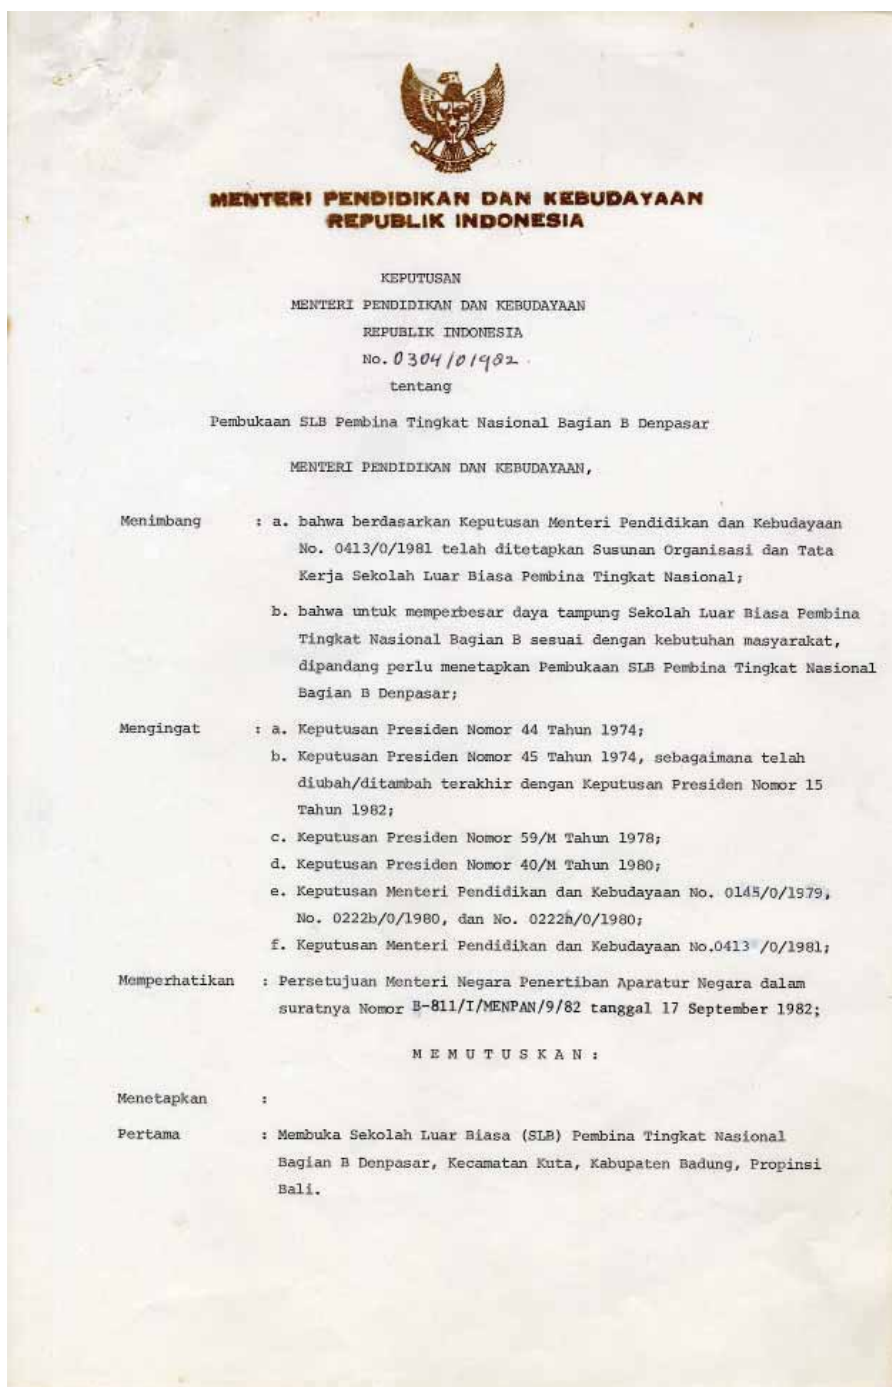 MENTERI PENDIDIKAN DAN KEBUDAYAAN
REPUBLIK INDONESIA
KEPUTUSAN
MENTERI PENDIDIKAN DAN KEBUDAYAAN
REPUBLIK INDONESIA
No. 0304/0/1982
tentang
Pembukaan SLB Pembina Tingkat Nasional Bagian B Denpasar
MENTERI PENDIDIKAN DAN KEBUDAYAAN,
Menimbang : a. bahwa berdasarkan Keputusan Menteri Pendidikan dan Kebudayaan
No. 0413/0/1981 telah ditetapkan Susunan Organisasi dan Tata
Kerja Sekolah Luar Biasa Pembina Tingkat Nasional;
b. bahwa untuk memperbesar daya tampung Sekolah Luar Biasa Pembina
Tingkat Nasional Bagian B sesuai dengan kebutuhan masyarakat,
dipandang perlu menetapkan Pembukaan SLB Pembina Tingkat Nasional
Bagian B Denpasar;
Mengingat : a. Keputusan Presiden Nomor 44 Tahun 1974;
b. Keputusan Presiden Nomor 45 Tahun 1974, sebagaimana telah
diubah/ditambah terakhir dengan Keputusan Presiden Nomor 15
Tahun 1982;
c. Keputusan Presiden Nomor 59/M Tahun 1978;
d. Keputusan Presiden Nomor 40/M Tahun 1980;
e. Keputusan Menteri Pendidikan dan Kebudayaan No. 0145/0/1979,
No. 0222b/0/1980, dan No. /0/1980;
f. Keputusan Menteri Pendidikan dan Kebudayaan No.0413 /0/1981;
Memperhatikan : Persetujuan Menteri Negara Penertiban Aparatur Negara dalam
suratnya Nomor B-811/I/MENPAN/9/82 tanggal 17 September 1982;
M E M U T U S K A N :
Menetapkan :
Pertama : Membuka Sekolah Luar Biasa (SLB) Pembina Tingkat Nasional
Bagian B Denpasar, Kecamatan Kuta, Kabupaten Badung, Propinsi
Bali.